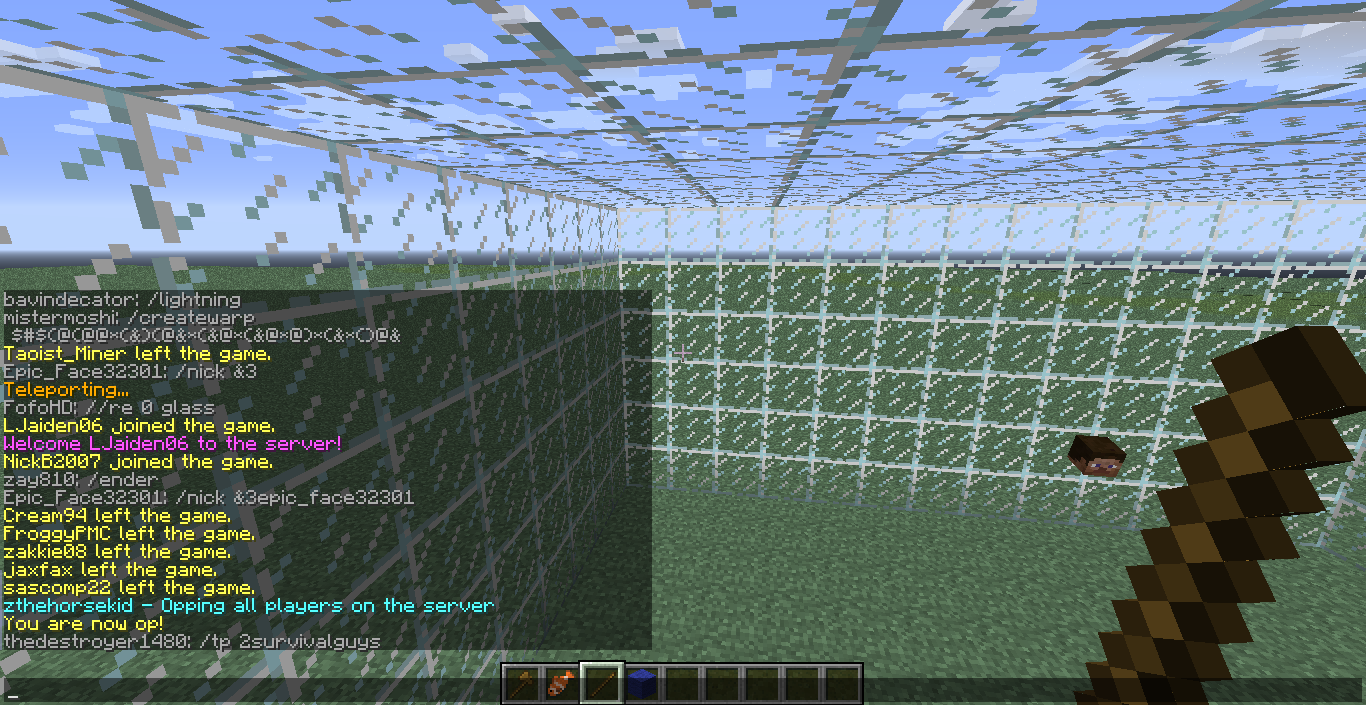 bavindecator: /lightning
mistermoshi: /createwarp
$#$(@(@@×(&)(@&×(&@×(&@×@)×(&×()@&
Taoist_Miner left the game.
Epic_Face32301: /nick &3
Teleporting...
FofoHD: //re 0 glass
LJaiden06 joined the game.
Welcome LJaiden06 to the server!
NickB2007 joined the game.
zay810: /ender
Epic_Face32301: /nick &3epic_face32301
Cream94 left the game.
FroggyPMC left the game.
zakkie08 left the game.
jaxfax left the game.
sascomp22 left the game.
zthehorsekid - Opping all players on the server
You are now op!
thedestroyer1480: /tp 2survivalguys
_